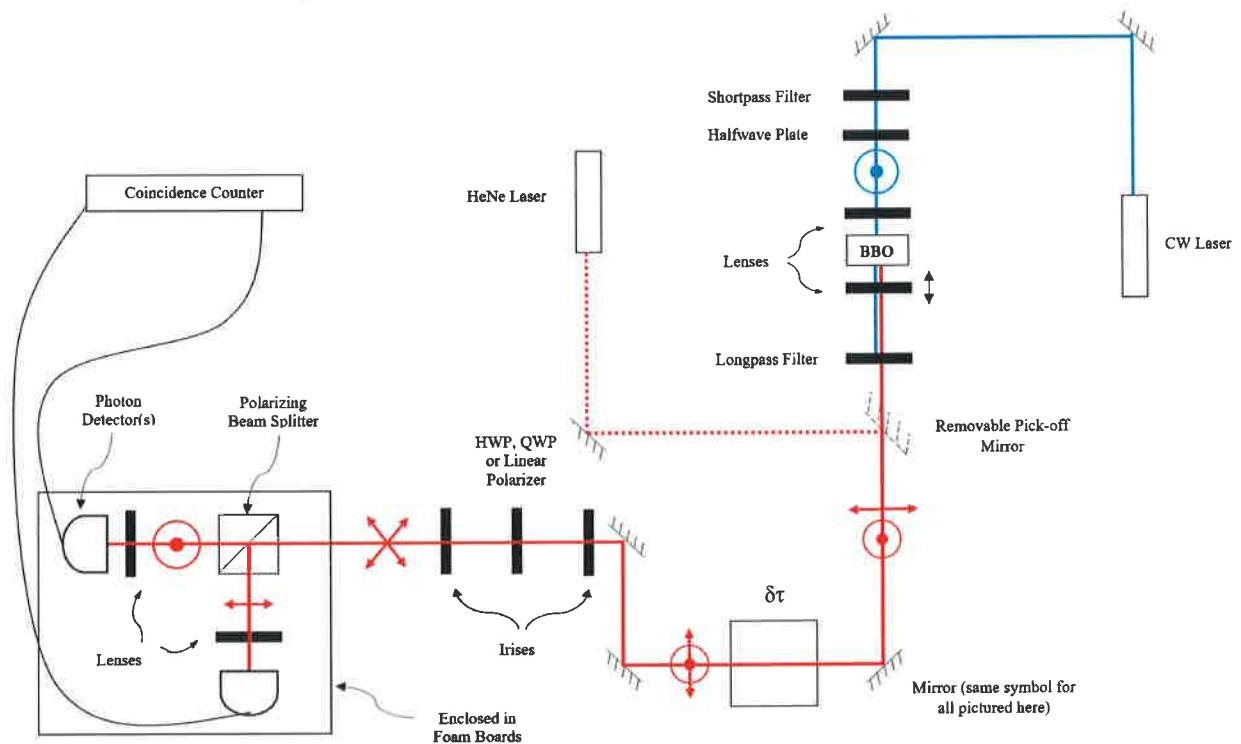 Shortpass Filter
Halfwave Plate
Coincidence Counter
HeNe Laser
Lenses
BBO
CW Laser
Longpass Filter
Photon
Detector(s)
Polarizing
Beam Splitter
HWP, QWP
or Linear
Polarizer
Removable Pick-off
Mirror
δτ
Lenses
Irises
Mirror (same symbol for
all pictured here)
Enclosed in
Foam Boards